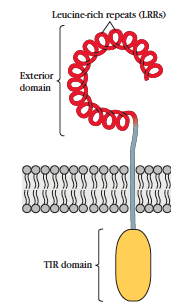 Leucine-rich repeats (LRRs)
Exterior
domain
TIR domain